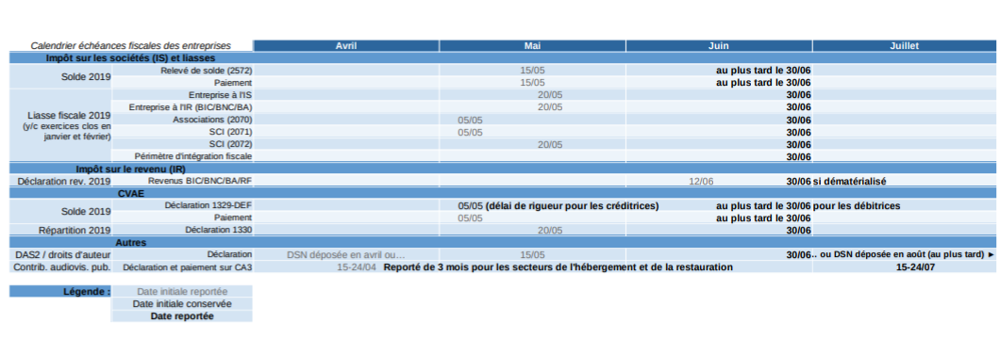 Calendrier échéances fiscales des entreprises Avril Mai Juin Juillet
Impôt sur les sociétés (IS) et liasses
Solde 2019 Relevé de solde (2572) 15/05 au plus tard le 30/06
Paiement 15/05 au plus tard le 30/06
Liasse fiscale 2019 (y/c exercices clos en janvier et février) Entreprise à l'IS 20/05 30/06
Entreprise à l'IR (BIC/BNC/BA) 20/05 30/06
Associations (2070) 05/05 30/06
SCI (2071) 05/05 30/06
SCI (2072) 20/05 30/06
Périmètre d'intégration fiscale 30/06
Impôt sur le revenu (IR)
Déclaration rev. 2019 Revenus BIC/BNC/BA/RF 12/06 30/06 si dématérialisé
CVAE
Solde 2019 Déclaration 1329-DEF 05/05 (délai de rigueur pour les créditrices) au plus tard le 30/06 pour les débitrices
Paiement 05/05 au plus tard le 30/06
Répartition 2019 Déclaration 1330 20/05 30/06
Autres
DAS2 / droits d'auteur Déclaration DSN déposée en avril ou... 15/05 30/06.. ou DSN déposée en août (au plus tard) ►
Contrib. audiovis. pub. Déclaration et paiement sur CA3 15-24/04 Reporté de 3 mois pour les secteurs de l'hébergement et de la restauration 15-24/07
Légende : Date initiale reportée
Date initiale conservée
Date reportée